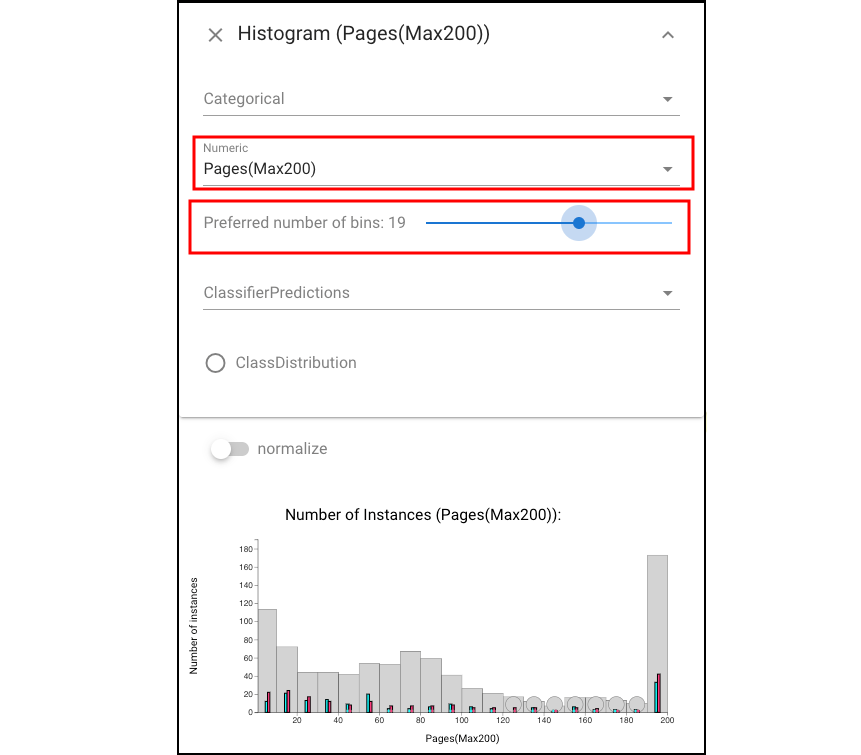 Histogram (Pages(Max200))
Categorical
Numeric
Pages(Max200)
Preferred number of bins: 19
ClassifierPredictions
ClassDistribution
normalize
Number of Instances (Pages(Max200)):
Number of instances
180
160
140
120
100
80
60
40
20
0
20 40 60 80 100 120 140 160 180 200
Pages(Max200)